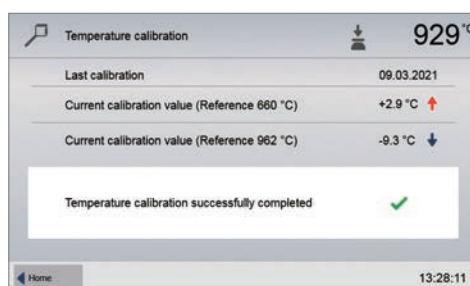 Temperature calibration 929 °C
Last calibration 09.03.2021
Current calibration value (Reference 660 °C) +2.9 °C
Current calibration value (Reference 962 °C) -9.3 °C
Temperature calibration successfully completed
Home 13:28:11